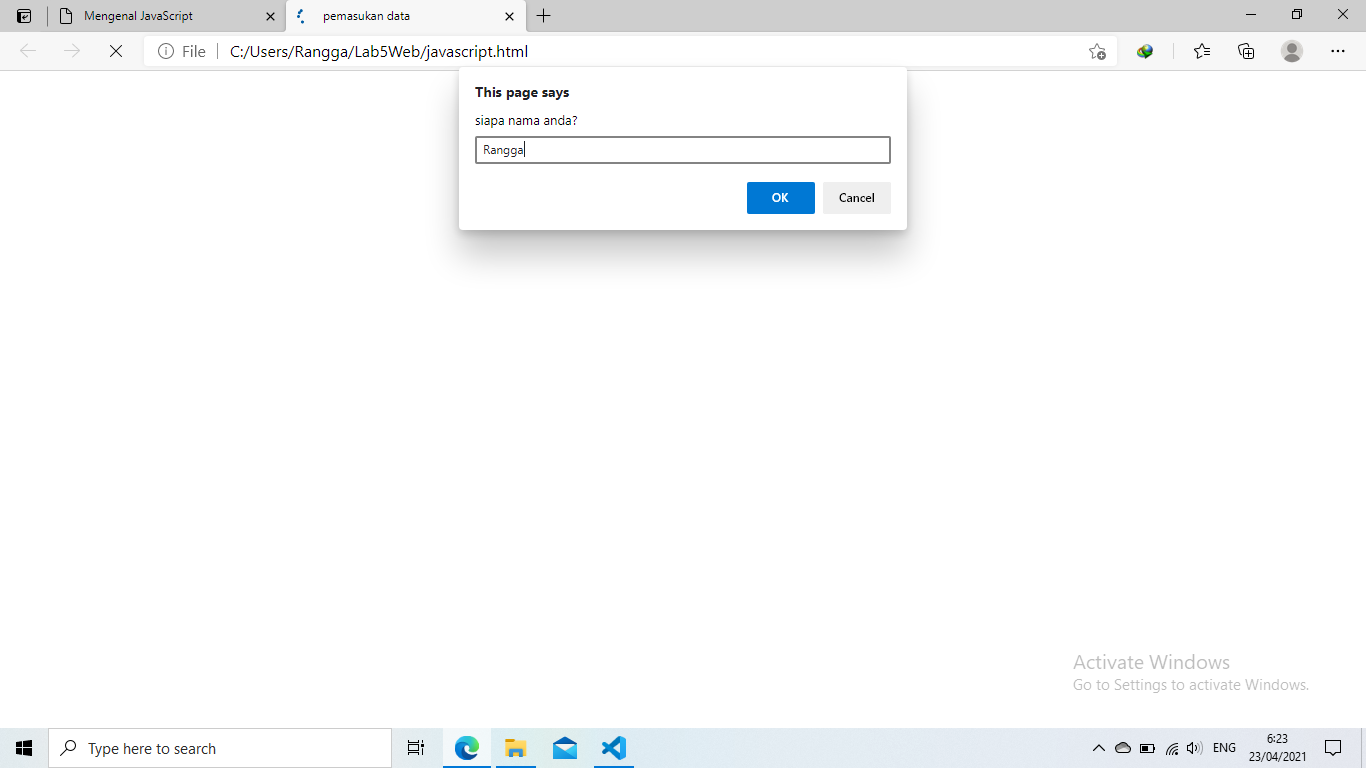 Mengenal JavaScript
pemasukan data
File
C:/Users/Rangga/Lab5Web/javascript.html
This page says
siapa nama anda?
Rangga
OK
Cancel
Activate Windows
Go to Settings to activate Windows.
Type here to search
ENG
6:23
23/04/2021